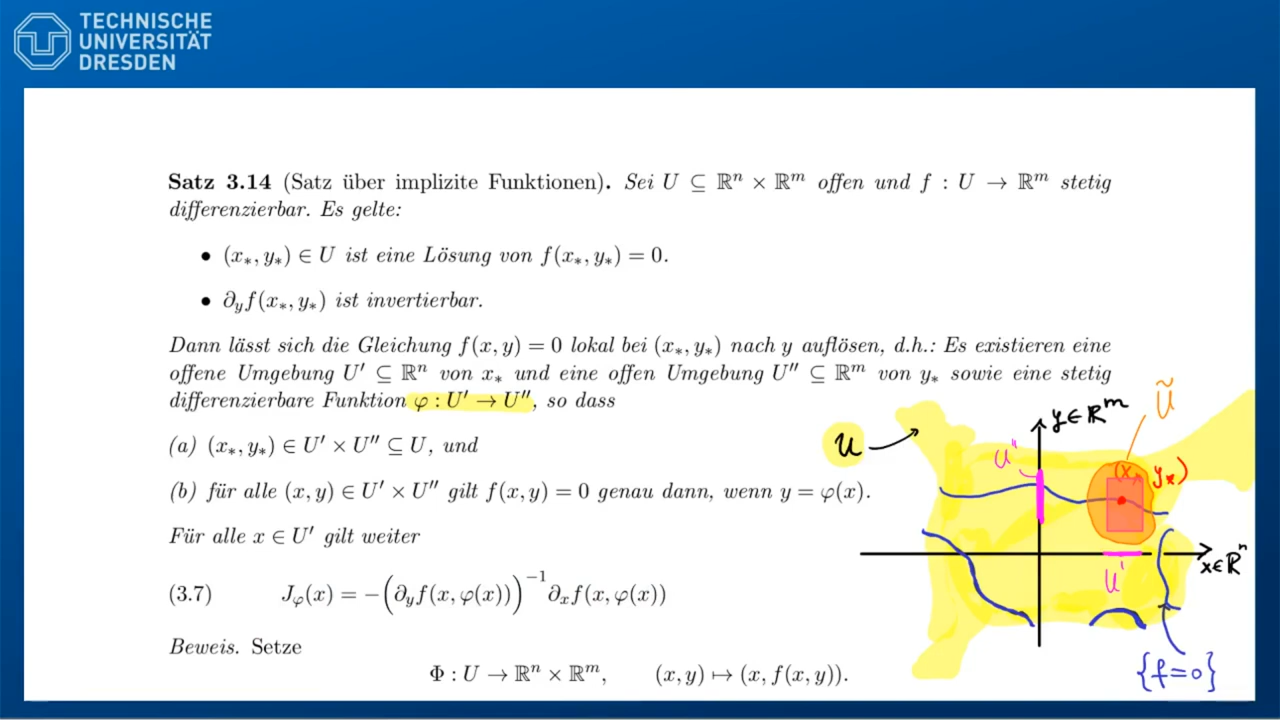 TECHNISCHE
UNIVERSITÄT
DRESDEN
Satz 3.14 (Satz über implizite Funktionen). Sei U ⊆ ℝⁿ × ℝᵐ offen und f : U → ℝᵐ stetig
differenzierbar. Es gelte:
• (x∗, y∗) ∈ U ist eine Lösung von f(x∗, y∗) = 0.
• ∂yf(x∗, y∗) ist invertierbar.
Dann lässt sich die Gleichung f(x, y) = 0 lokal bei (x∗, y∗) nach y auflösen, d.h.: Es existieren eine
offene Umgebung U′ ⊆ ℝⁿ von x∗ und eine offen Umgebung U″ ⊆ ℝᵐ von y∗ sowie eine stetig
differenzierbare Funktion φ : U′ → U″, so dass
(a) (x∗, y∗) ∈ U′ × U″ ⊆ U, und
(b) für alle (x, y) ∈ U′ × U″ gilt f(x, y) = 0 genau dann, wenn y = φ(x).
Für alle x ∈ U′ gilt weiter
(3.7) Jφ(x) = −(∂yf(x, φ(x)))⁻¹ ∂xf(x, φ(x))
Beweis. Setze
Φ : U → ℝⁿ × ℝᵐ, (x, y) ↦ (x, f(x, y)).
y∈ℝᵐ
Ũ
U
U″
(x∗, y∗)
x∈ℝⁿ
U′
{f=0}